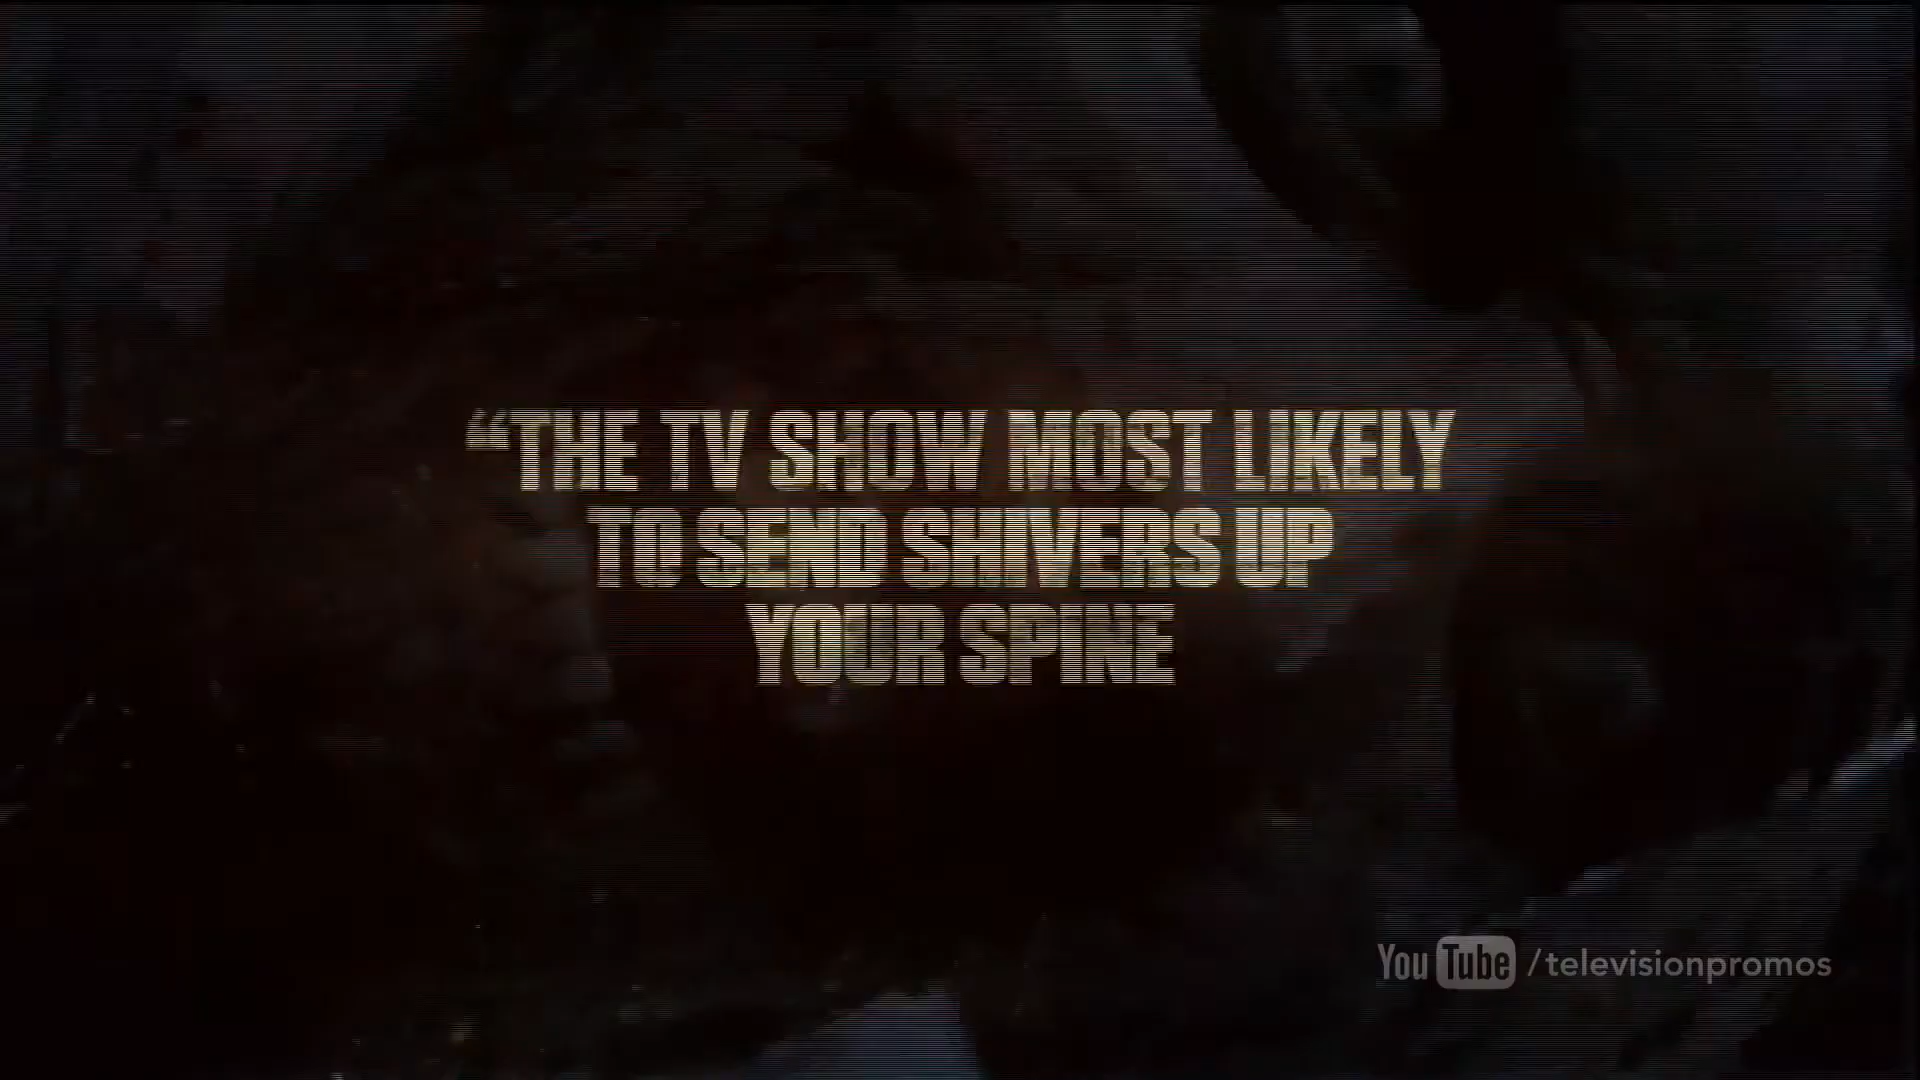 “THE TV SHOW MOST LIKELY
TO SEND SHIVERS UP
YOUR SPINE
YouTube /televisionpromos